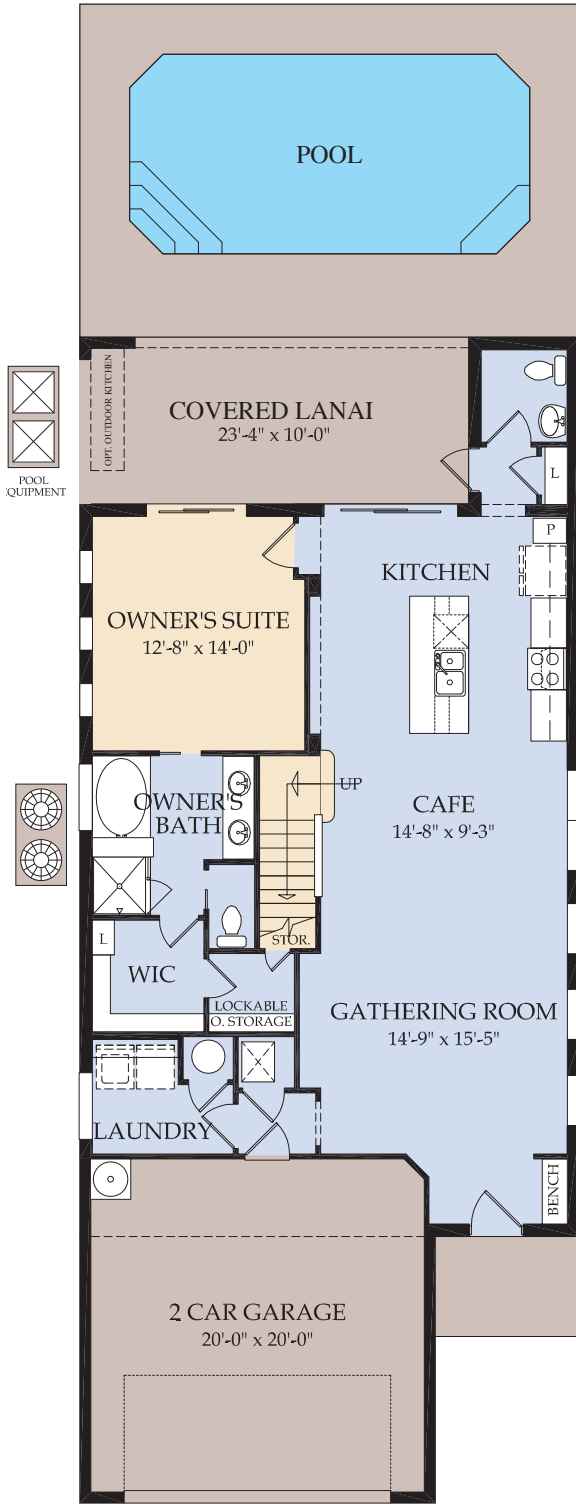 POOL
OPT. OUTDOOR KITCHEN
COVERED LANAI
23'-4" x 10'-0"
POOL
QUIPMENT
L
P
KITCHEN
OWNER'S SUITE
12'-8" x 14'-0"
UP
OWNER'S
BATH
CAFE
14'-8" x 9'-3"
STOR.
L
WIC
LOCKABLE
O. STORAGE
GATHERING ROOM
14'-9" x 15'-5"
X
LAUNDRY
BENCH
2 CAR GARAGE
20'-0" x 20'-0"